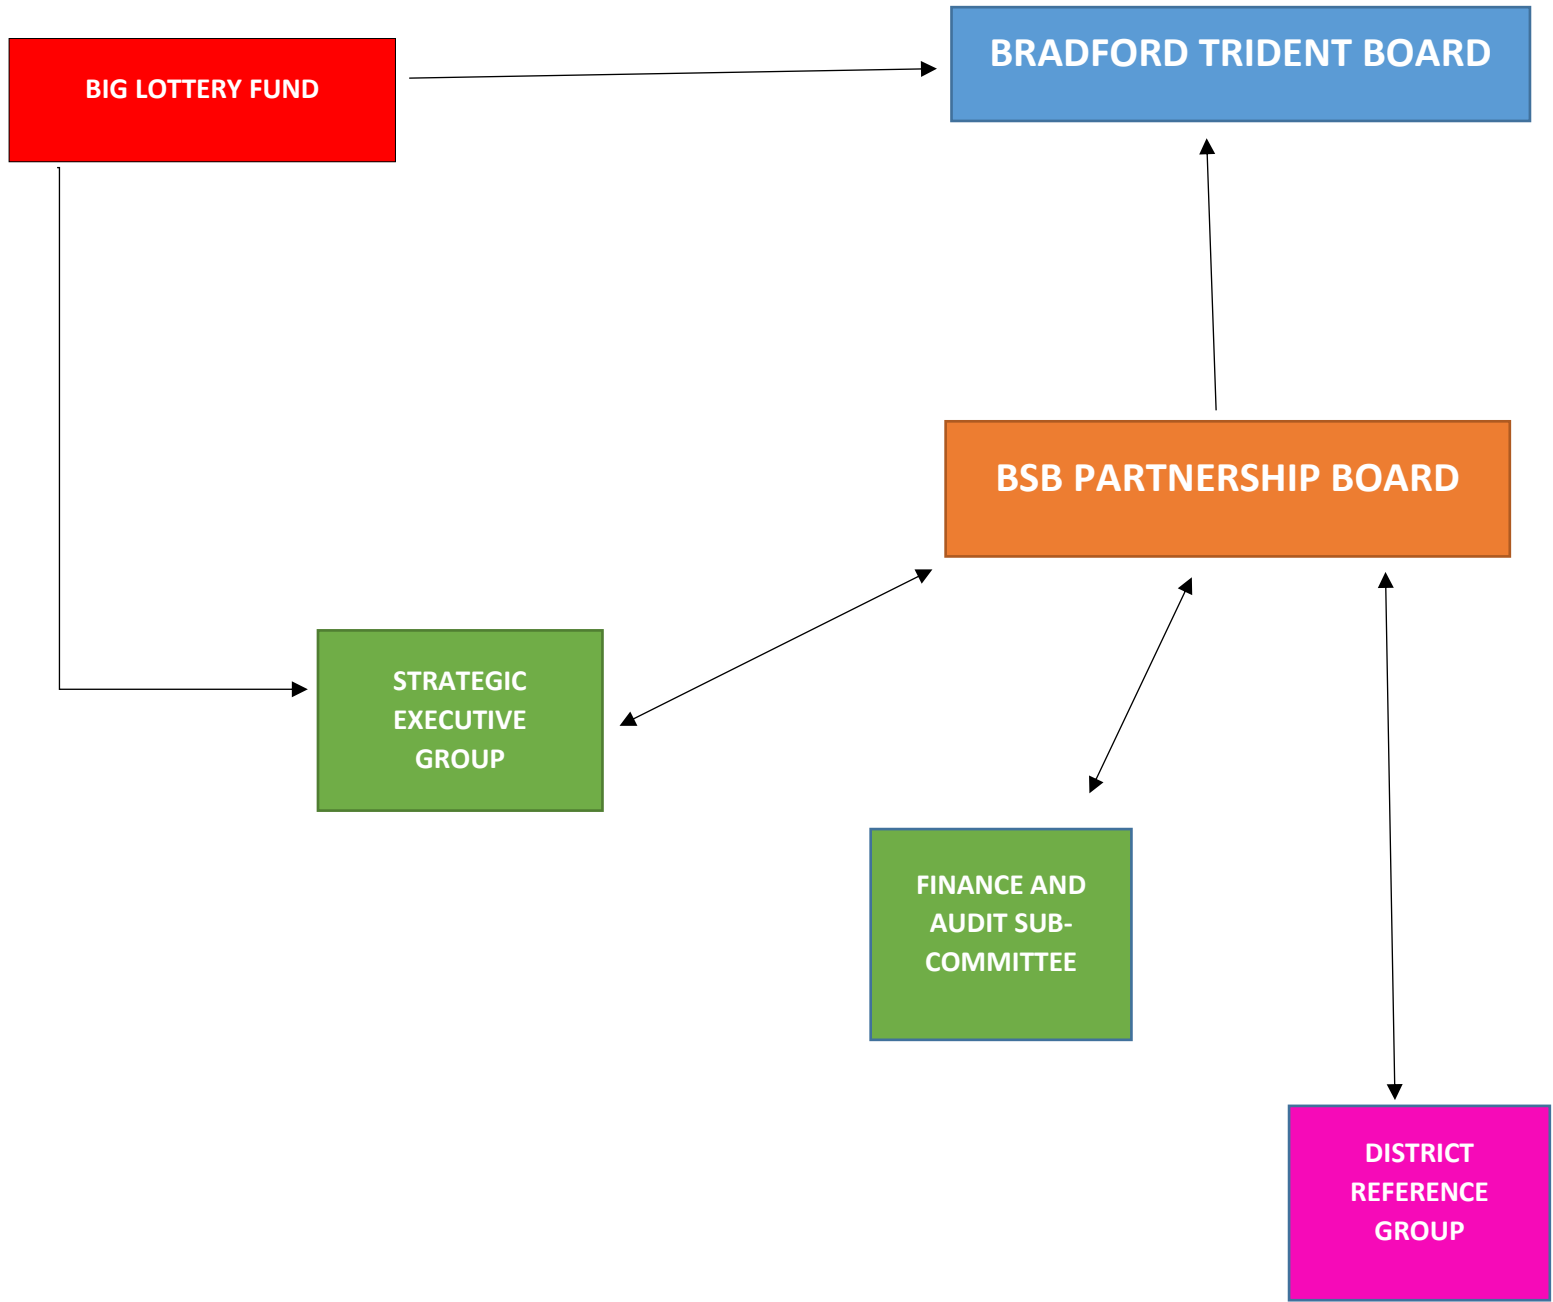 BIG LOTTERY FUND
BRADFORD TRIDENT BOARD
BSB PARTNERSHIP BOARD
STRATEGIC
EXECUTIVE
GROUP
FINANCE AND
AUDIT SUB-
COMMITTEE
DISTRICT
REFERENCE
GROUP